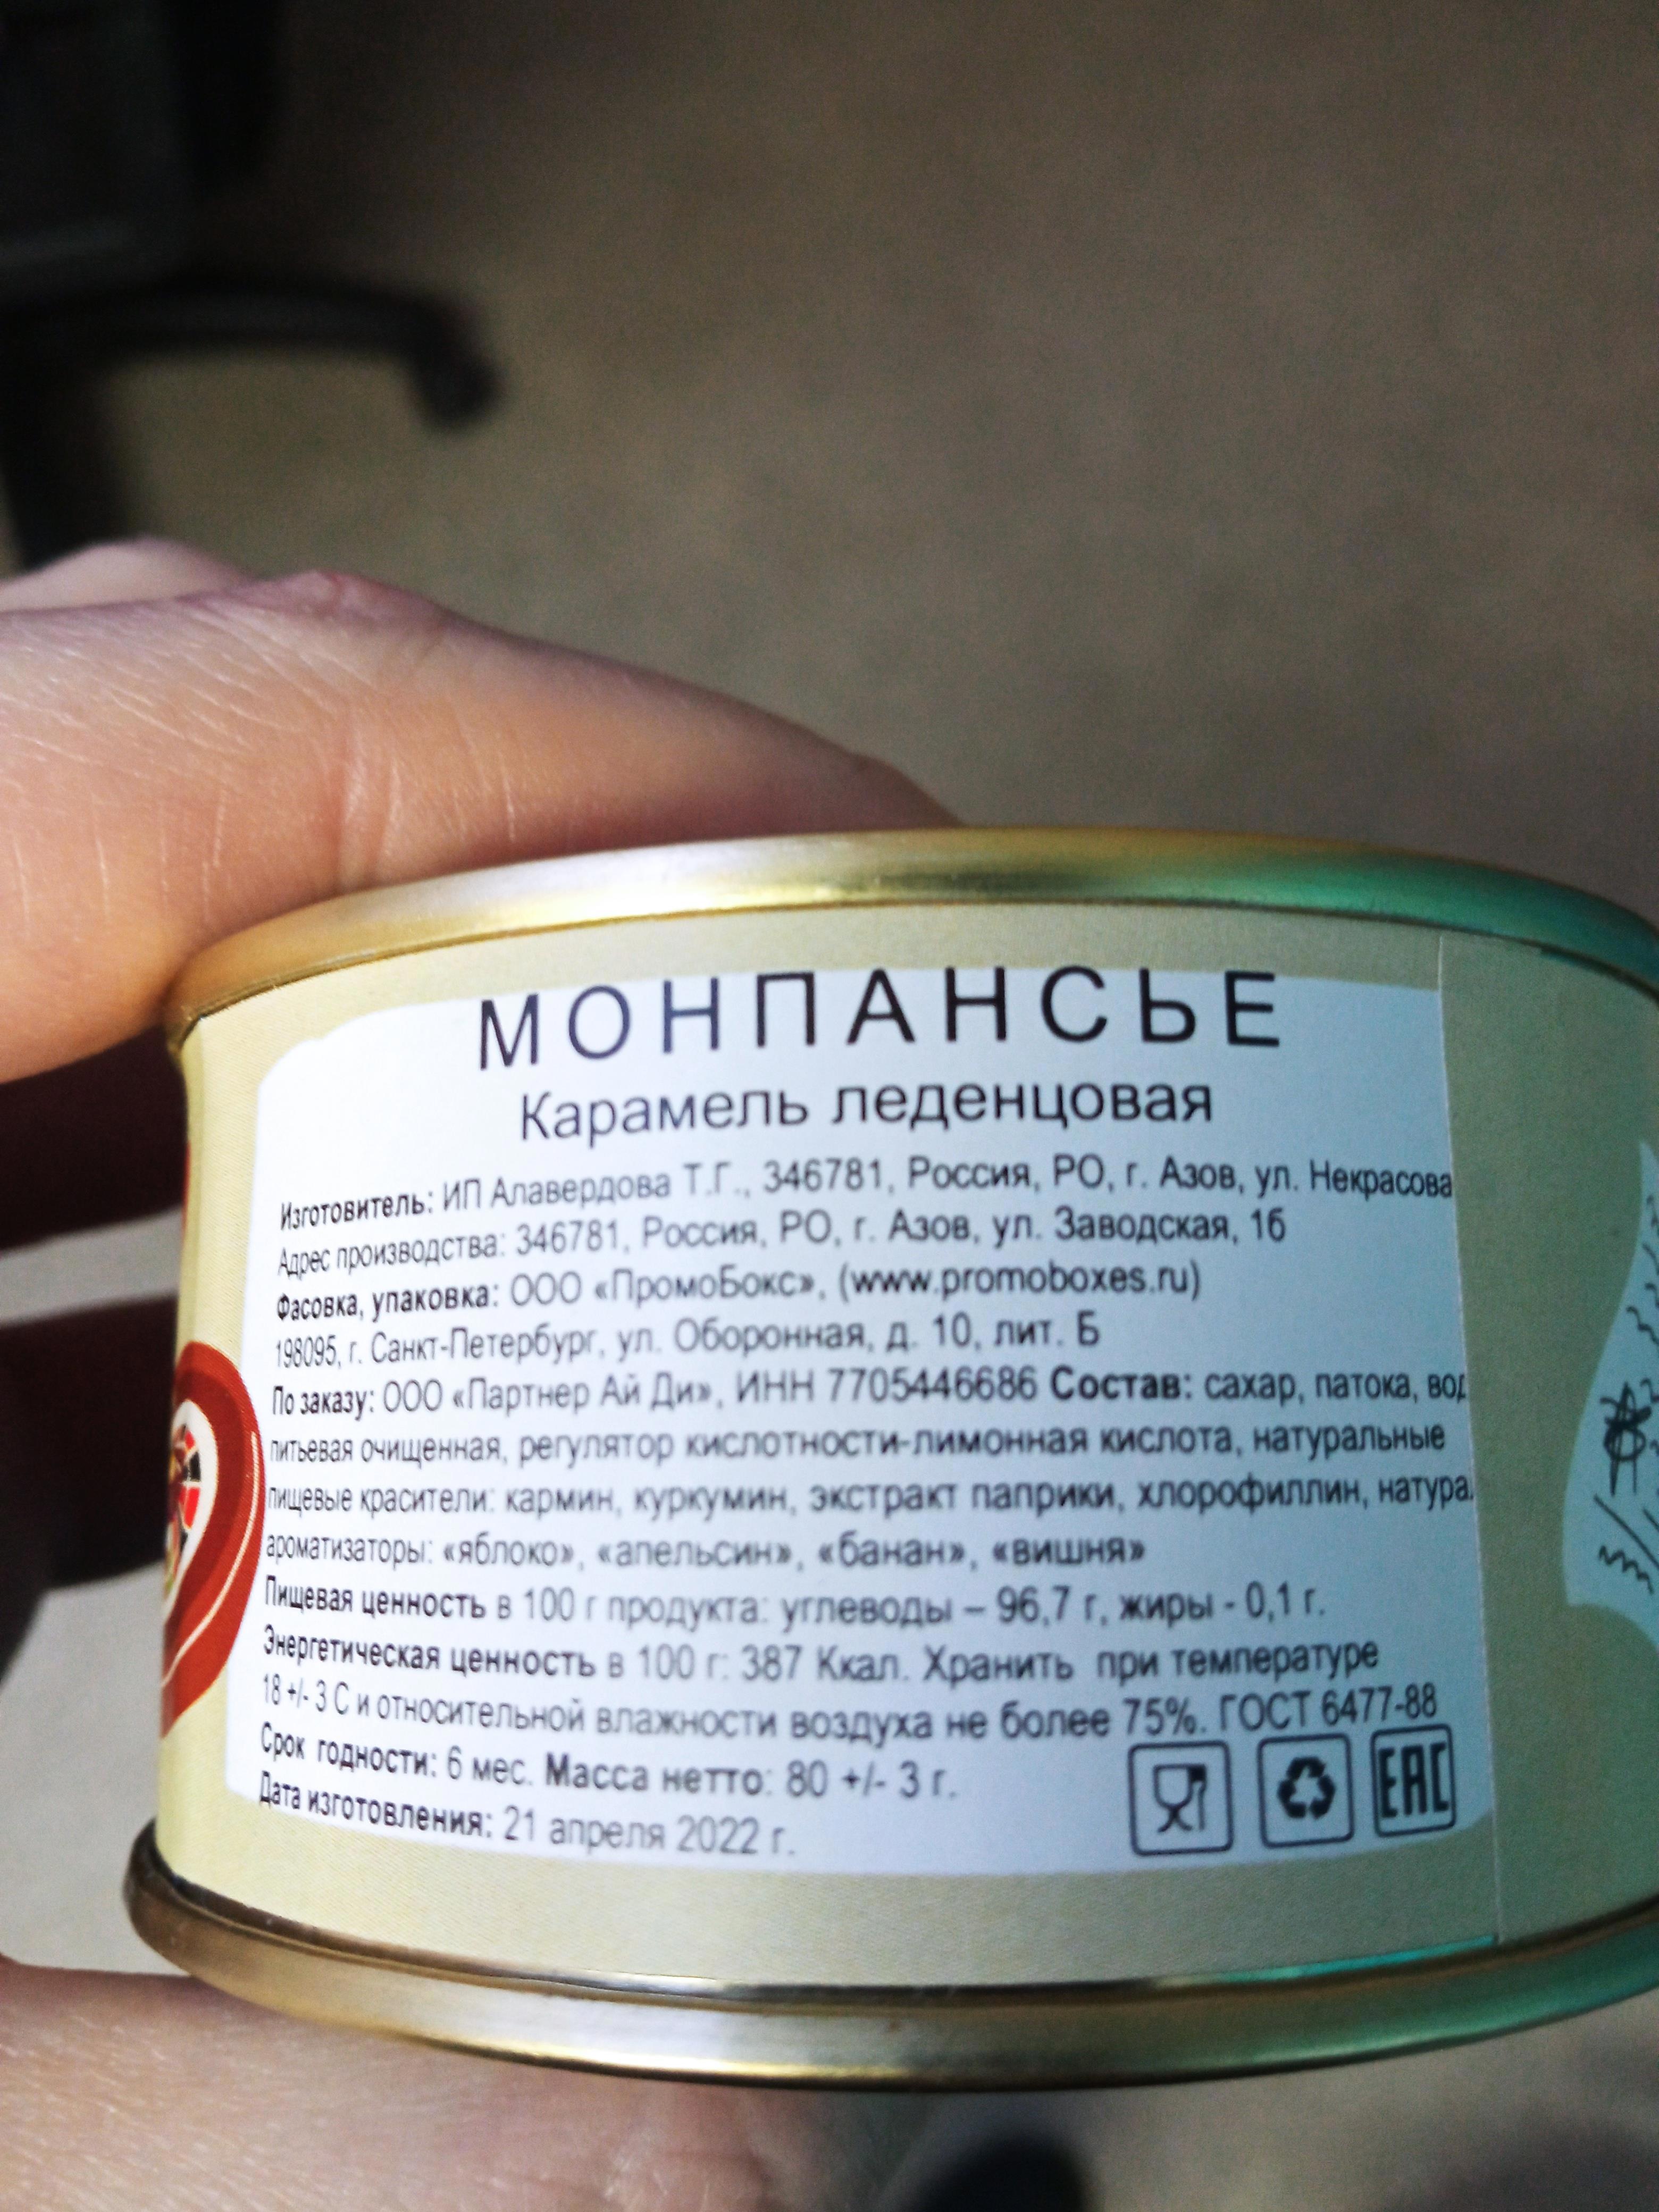 МОНПАНСЬЕ
Карамель леденцовая
Изготовитель: ИП Алавердова Т.Г., 346781, Россия, РО, г. Азов, ул. Некрасова
Адрес производства: 346781, Россия, РО, г. Азов, ул. Заводская, 1б
Фасовка, упаковка: ООО «ПромоБокс», (www.promoboxes.ru)
198095, г. Санкт-Петербург, ул. Оборонная, д. 10, лит. Б
По заказу: ООО «Партнер Ай Ди», ИНН 7705446686 Состав: сахар, патока, вод
питьевая очищенная, регулятор кислотности-лимонная кислота, натуральные
пищевые красители: кармин, куркумин, экстракт паприки, хлорофиллин, натура
ароматизаторы: «яблоко», «апельсин», «банан», «вишня»
Пищевая ценность в 100 г продукта: углеводы – 96,7 г, жиры - 0,1 г.
Энергетическая ценность в 100 г: 387 Ккал. Хранить при температуре
18 +/- 3 С и относительной влажности воздуха не более 75%. ГОСТ 6477-88
Срок годности: 6 мес. Масса нетто: 80 +/- 3 г.
Дата изготовления: 21 апреля 2022 г.
EAC